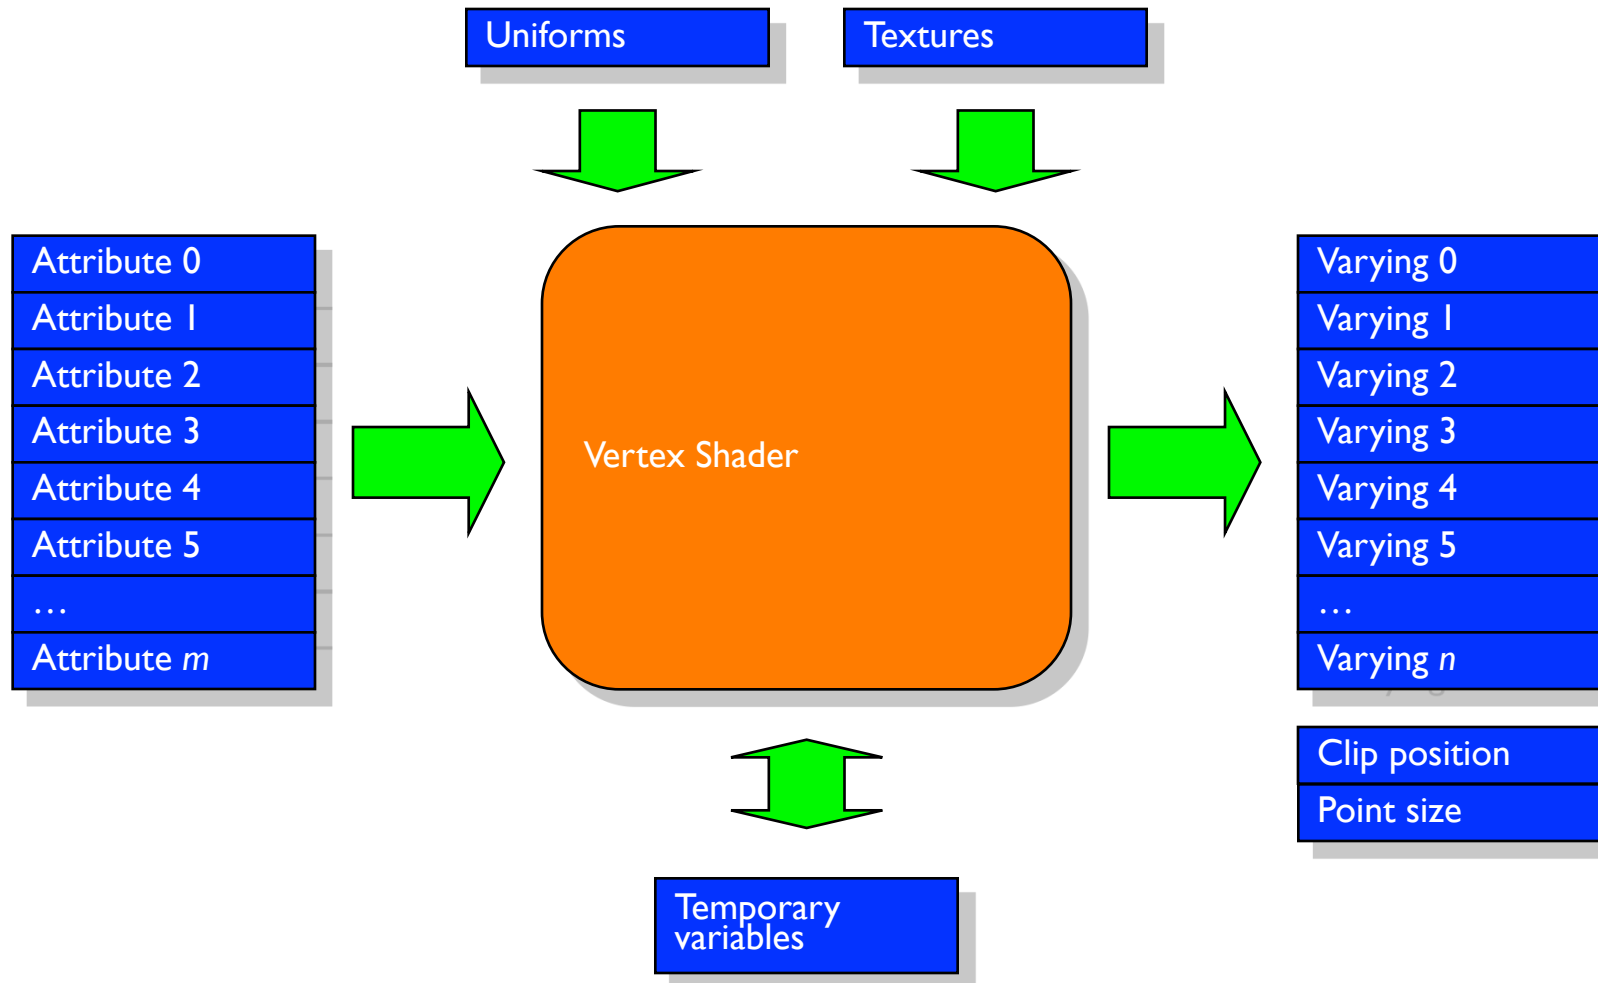 Uniforms
Textures
Attribute 0
Attribute 1
Attribute 2
Attribute 3
Attribute 4
Attribute 5
…
Attribute m
Vertex Shader
Varying 0
Varying 1
Varying 2
Varying 3
Varying 4
Varying 5
…
Varying n
Clip position
Point size
Temporary
variables